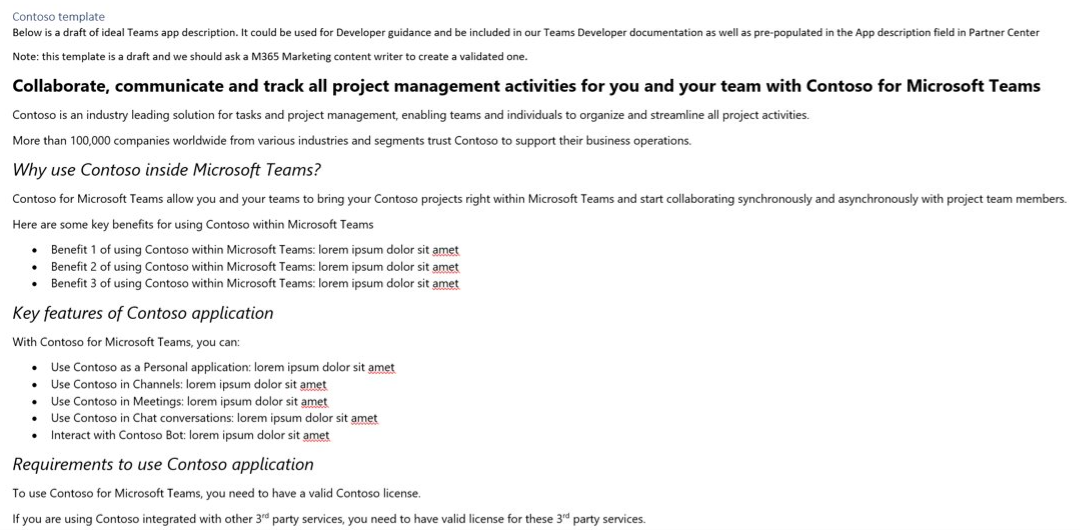 Contoso template
Below is a draft of ideal Teams app description. It could be used for Developer guidance and be included in our Teams Developer documentation as well as pre-populated in the App description field in Partner Center
Note: this template is a draft and we should ask a M365 Marketing content writer to create a validated one.
Collaborate, communicate and track all project management activities for you and your team with Contoso for Microsoft Teams
Contoso is an industry leading solution for tasks and project management, enabling teams and individuals to organize and streamline all project activities.
More than 100,000 companies worldwide from various industries and segments trust Contoso to support their business operations.
Why use Contoso inside Microsoft Teams?
Contoso for Microsoft Teams allow you and your teams to bring your Contoso projects right within Microsoft Teams and start collaborating synchronously and asynchronously with project team members.
Here are some key benefits for using Contoso within Microsoft Teams
• Benefit 1 of using Contoso within Microsoft Teams: lorem ipsum dolor sit amet
• Benefit 2 of using Contoso within Microsoft Teams: lorem ipsum dolor sit amet
• Benefit 3 of using Contoso within Microsoft Teams: lorem ipsum dolor sit amet
Key features of Contoso application
With Contoso for Microsoft Teams, you can:
• Use Contoso as a Personal application: lorem ipsum dolor sit amet
• Use Contoso in Channels: lorem ipsum dolor sit amet
• Use Contoso in Meetings: lorem ipsum dolor sit amet
• Use Contoso in Chat conversations: lorem ipsum dolor sit amet
• Interact with Contoso Bot: lorem ipsum dolor sit amet
Requirements to use Contoso application
To use Contoso for Microsoft Teams, you need to have a valid Contoso license.
If you are using Contoso integrated with other 3rd party services, you need to have valid license for these 3rd party services.